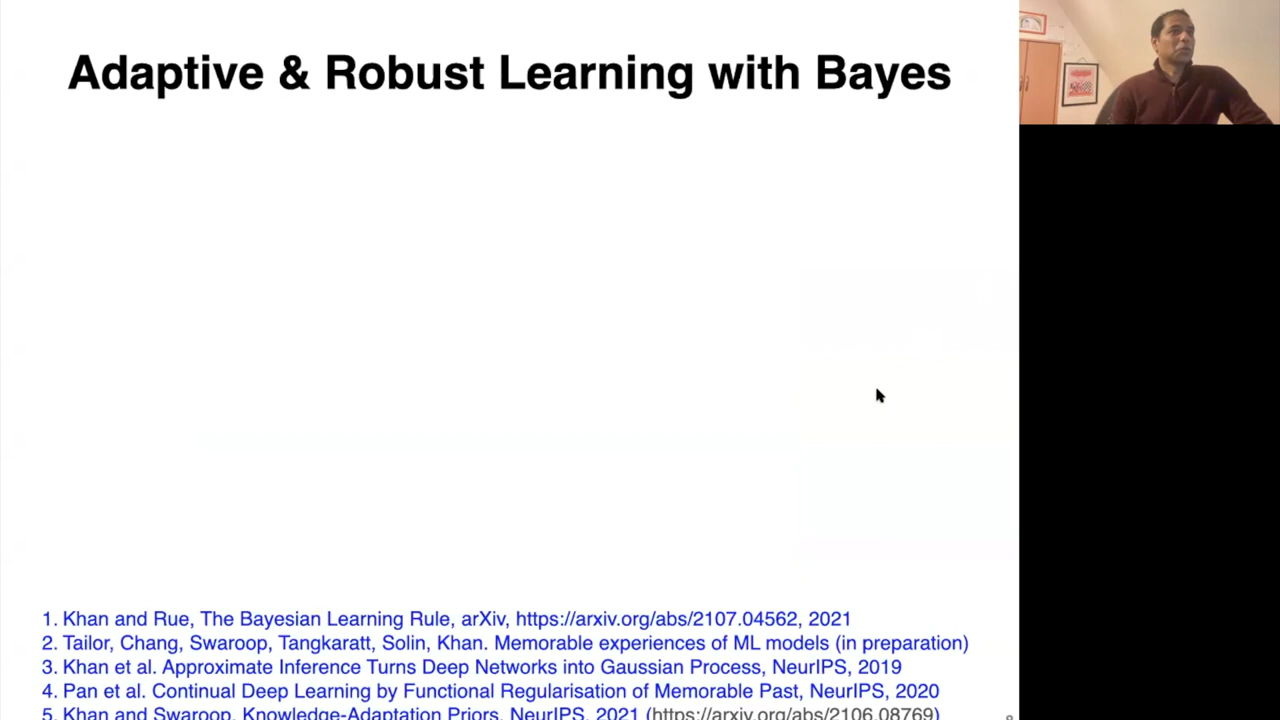 Adaptive & Robust Learning with Bayes
1. Khan and Rue, The Bayesian Learning Rule, arXiv, https://arxiv.org/abs/2107.04562, 2021
2. Tailor, Chang, Swaroop, Tangkaratt, Solin, Khan. Memorable experiences of ML models (in preparation)
3. Khan et al. Approximate Inference Turns Deep Networks into Gaussian Process, NeurIPS, 2019
4. Pan et al. Continual Deep Learning by Functional Regularisation of Memorable Past, NeurIPS, 2020
5. Khan and Swaroop. Knowledge-Adaptation Priors, NeurIPS, 2021 (https://arxiv.org/abs/2106.08769)